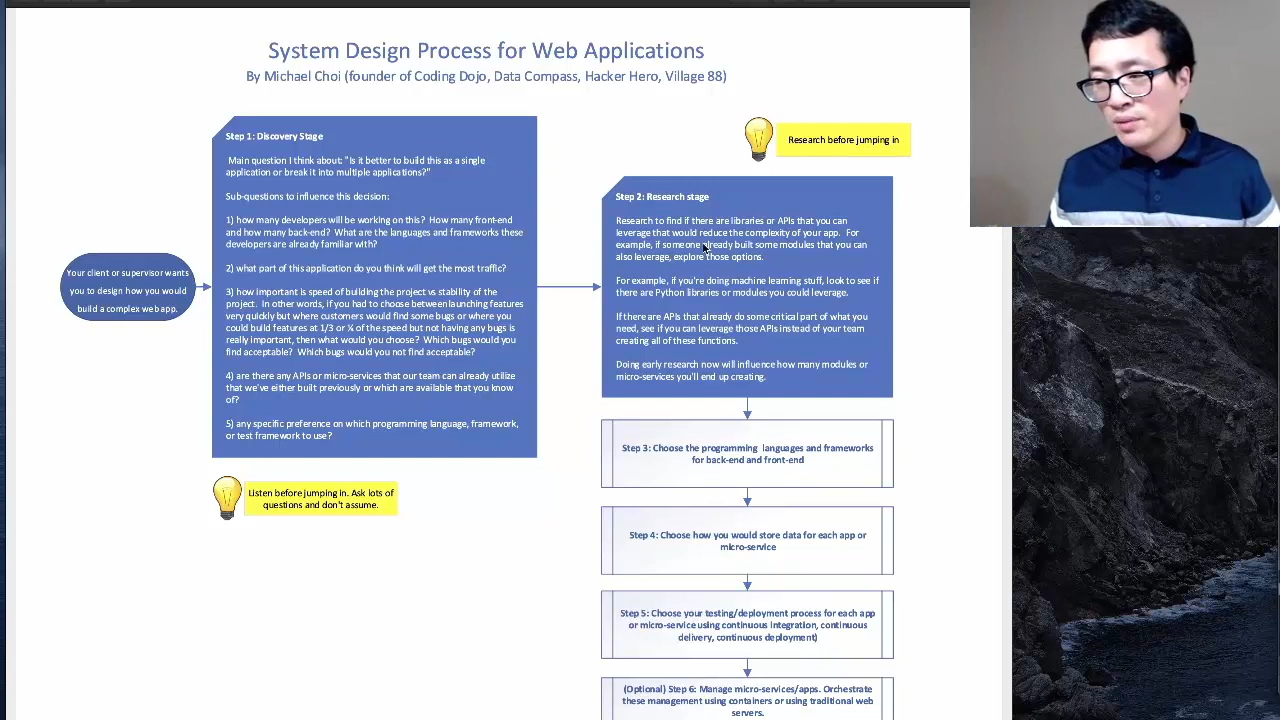 System Design Process for Web Applications
By Michael Choi (founder of Coding Dojo, Data Compass, Hacker Hero, Village 88)
Your client or supervisor wants
you to design how you would
build a complex web app.
Step 1: Discovery Stage
Main question I think about: "Is it better to build this as a single
application or break it into multiple applications?"
Sub-questions to influence this decision:
1) how many developers will be working on this? How many front-end
and how many back-end? What are the languages and frameworks these
developers are already familiar with?
2) what part of this application do you think will get the most traffic?
3) how important is speed of building the project vs stability of the
project. In other words, if you had to choose between launching features
very quickly but where customers would find some bugs or where you
could build features at 1/3 or ¼ of the speed but not having any bugs is
really important, then what would you choose? Which bugs would you
find acceptable? Which bugs would you not find acceptable?
4) are there any APIs or micro-services that our team can already utilize
that we've either built previously or which are available that you know
of?
5) any specific preference on which programming language, framework,
or test framework to use?
Listen before jumping in. Ask lots of
questions and don't assume.
Research before jumping in
Step 2: Research stage
Research to find if there are libraries or APIs that you can
leverage that would reduce the complexity of your app. For
example, if someone already built some modules that you can
also leverage, explore those options.
For example, if you're doing machine learning stuff, look to see if
there are Python libraries or modules you could leverage.
If there are APIs that already do some critical part of what you
need, see if you can leverage those APIs instead of your team
creating all of these functions.
Doing early research now will influence how many modules or
micro-services you'll end up creating.
Step 3: Choose the programming languages and frameworks
for back-end and front-end
Step 4: Choose how you would store data for each app or
micro-service
Step 5: Choose your testing/deployment process for each app
or micro-service using continuous integration, continuous
delivery, continuous deployment)
(Optional) Step 6: Manage micro-services/apps. Orchestrate
these management using containers or using traditional web
servers.